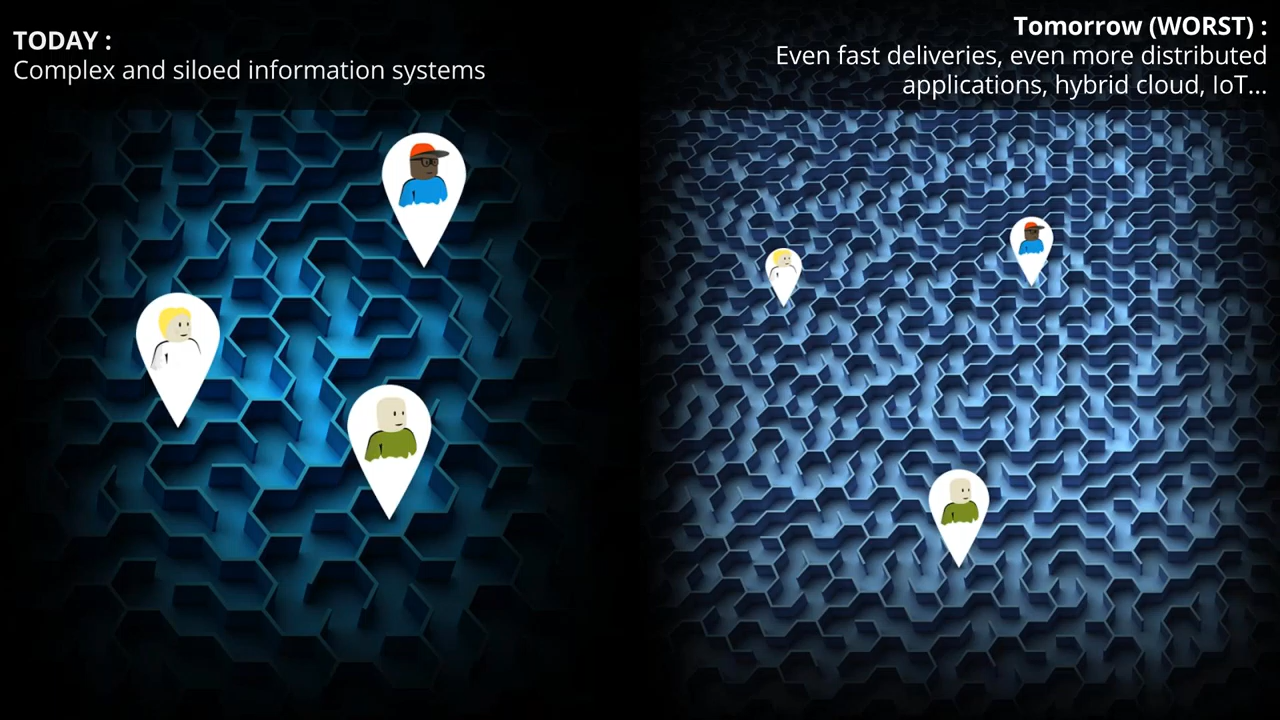 TODAY :
Complex and siloed information systems
Tomorrow (WORST) :
Even fast deliveries, even more distributed
applications, hybrid cloud, IoT...